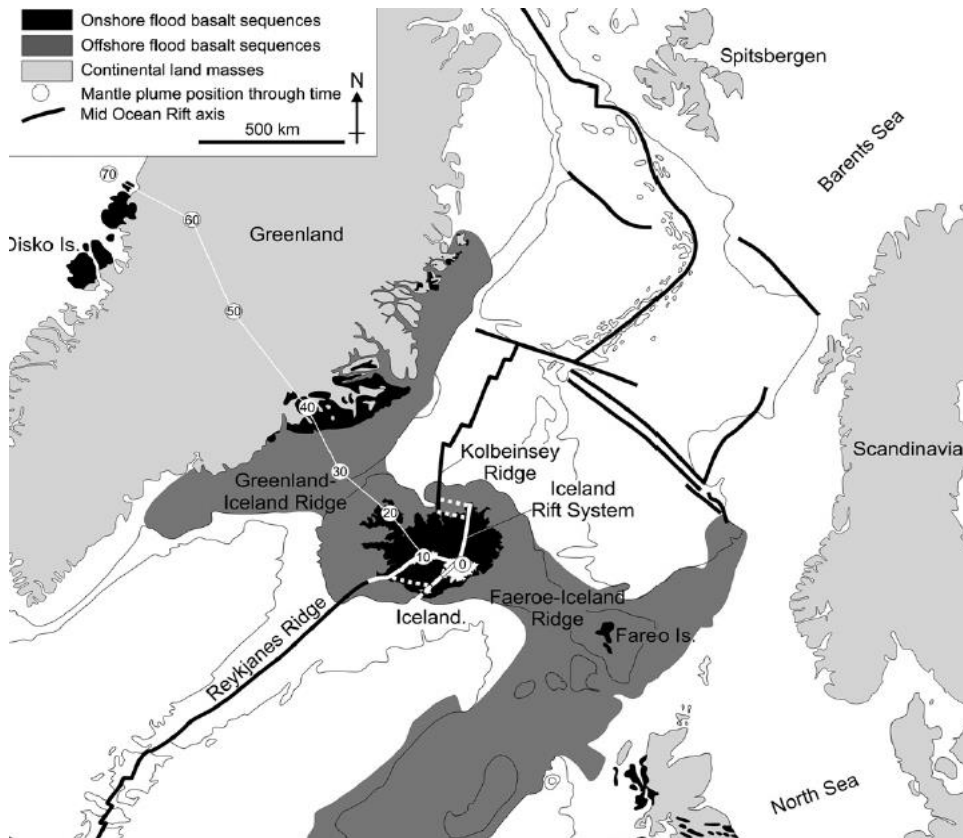 Onshore flood basalt sequences
Offshore flood basalt sequences
Continental land masses
Mantle plume position through time
Mid Ocean Rift axis
N
500 km
Spitsbergen
Barents Sea
70
60
Disko Is.
Greenland
50
40
Scandinavia
30
Kolbeinsey
Ridge
Greenland-
Iceland Ridge
Iceland
Rift System
20
10
0
Faeroe-Iceland
Ridge
Iceland.
Fareo Is.
Reykjanes Ridge
North Sea